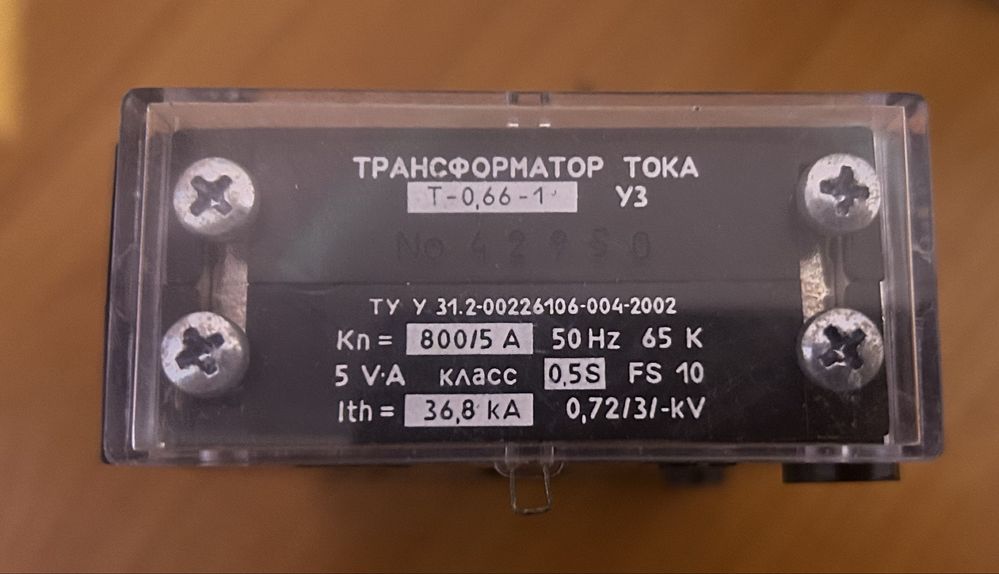 ТРАНСФОРМАТОР ТОКА
Т-0,66-1 У3
No 42950
ТУ У 31.2-00226106-004-2002
Kn = 800/5 A 50 Hz 65 K
5 V·A класс 0,5S FS 10
Ith = 36,8 kA 0,72/3/-kV